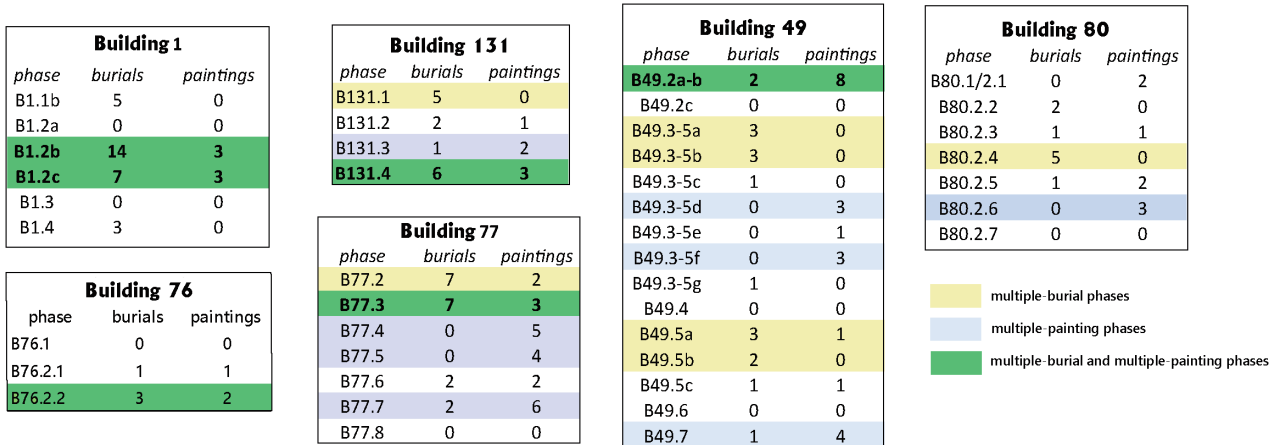 Building 1
phase burials paintings
B1.1b 5 0
B1.2a 0 0
B1.2b 14 3
B1.2c 7 3
B1.3 0 0
B1.4 3 0
Building 76
phase burials paintings
B76.1 0 0
B76.2.1 1 1
B76.2.2 3 2
Building 131
phase burials paintings
B131.1 5 0
B131.2 2 1
B131.3 1 2
B131.4 6 3
Building 77
phase burials paintings
B77.2 7 2
B77.3 7 3
B77.4 0 5
B77.5 0 4
B77.6 2 2
B77.7 2 6
B77.8 0 0
Building 49
phase burials paintings
B49.2a-b 2 8
B49.2c 0 0
B49.3-5a 3 0
B49.3-5b 3 0
B49.3-5c 1 0
B49.3-5d 0 3
B49.3-5e 0 1
B49.3-5f 0 3
B49.3-5g 1 0
B49.4 0 0
B49.5a 3 1
B49.5b 2 0
B49.5c 1 1
B49.6 0 0
B49.7 1 4
Building 80
phase burials paintings
B80.1/2.1 0 2
B80.2.2 2 0
B80.2.3 1 1
B80.2.4 5 0
B80.2.5 1 2
B80.2.6 0 3
B80.2.7 0 0
multiple-burial phases
multiple-painting phases
multiple-burial and multiple-painting phases